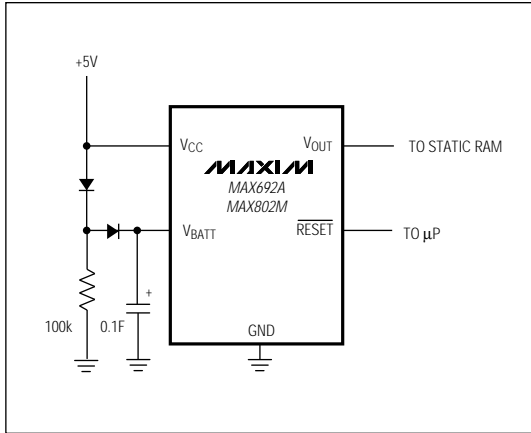 +5V
VCC
VOUT
TO STATIC RAM
MAXIM
MAX692A
MAX802M
VBATT
RESET
TO μP
+
100k
0.1F
GND